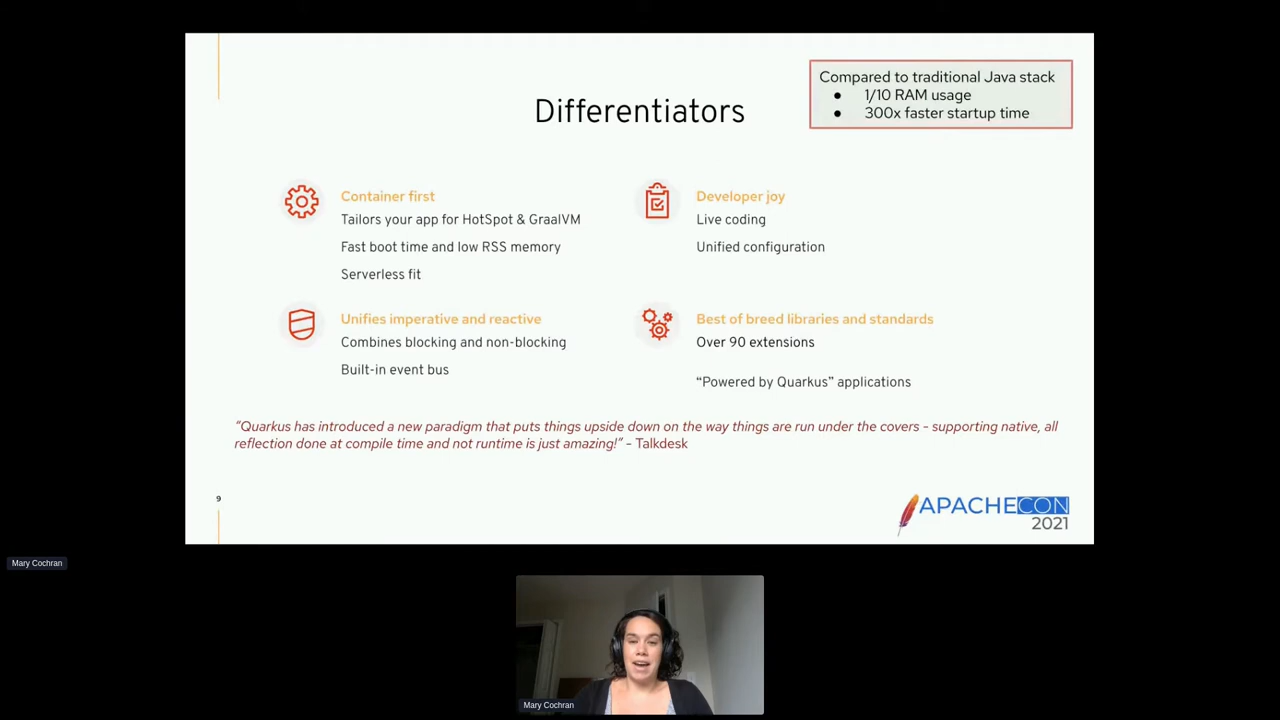 Compared to traditional Java stack
● 1/10 RAM usage
● 300x faster startup time
Differentiators
Container first
Tailors your app for HotSpot & GraalVM
Fast boot time and low RSS memory
Serverless fit
Developer joy
Live coding
Unified configuration
Unifies imperative and reactive
Combines blocking and non-blocking
Built-in event bus
Best of breed libraries and standards
Over 90 extensions
“Powered by Quarkus” applications
“Quarkus has introduced a new paradigm that puts things upside down on the way things are run under the covers - supporting native, all
reflection done at compile time and not runtime is just amazing!” - Talkdesk
9
APACHECON
2021
Mary Cochran
Mary Cochran